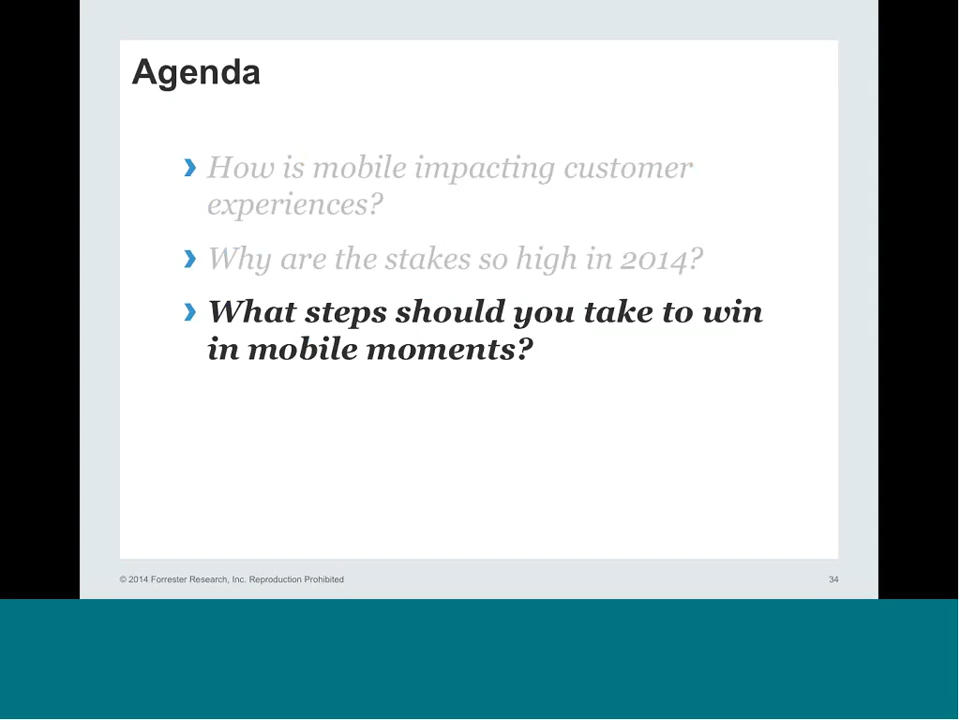 Agenda
› How is mobile impacting customer
experiences?
› Why are the stakes so high in 2014?
› What steps should you take to win
in mobile moments?
© 2014 Forrester Research, Inc. Reproduction Prohibited
34